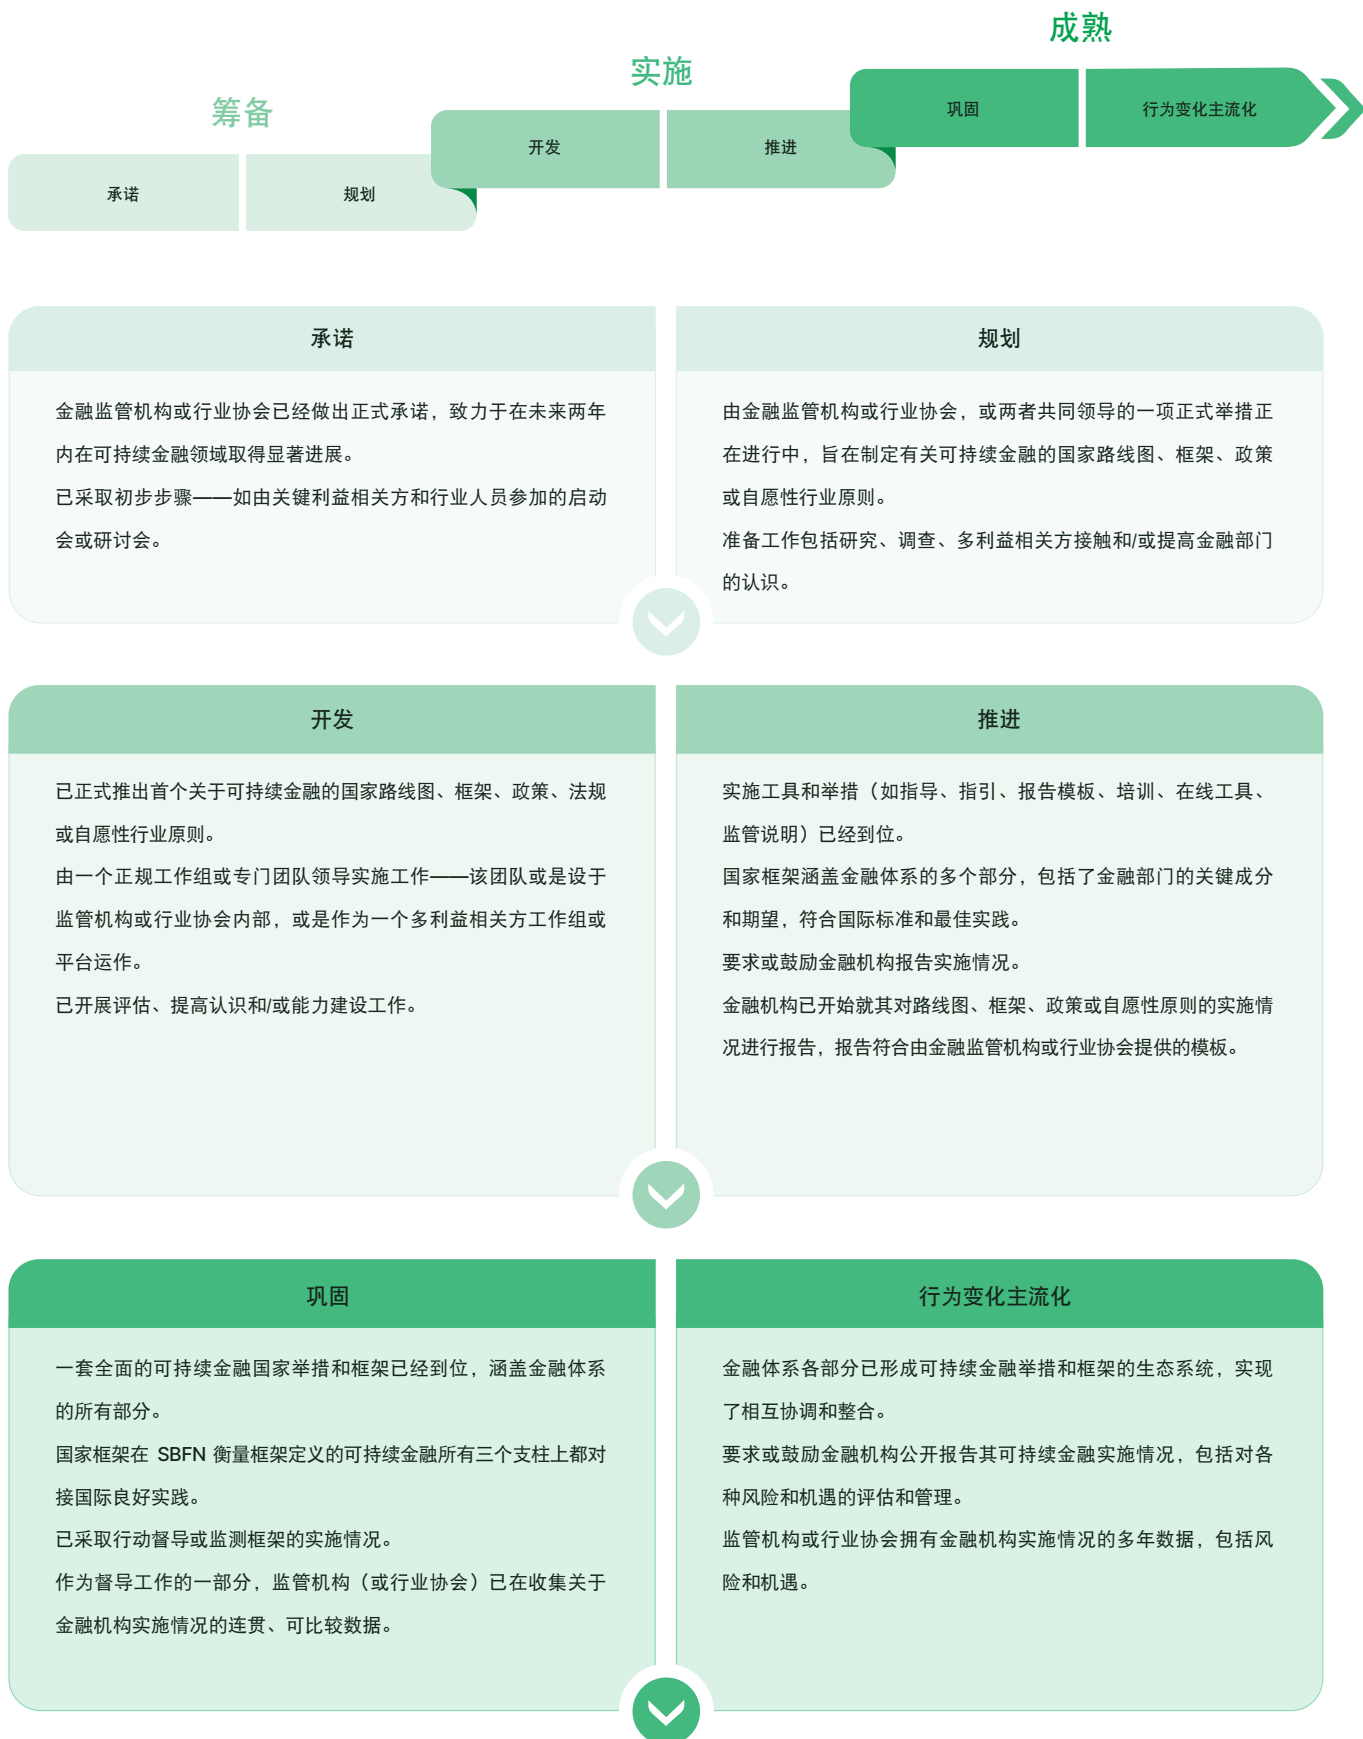 成熟
实施
筹备
巩固
行为变化主流化
开发
推进
承诺
规划
承诺
金融监管机构或行业协会已经做出正式承诺，致力于在未来两年
内在可持续金融领域取得显著进展。
已采取初步步骤——如由关键利益相关方和行业人员参加的启动
会或研讨会。
规划
由金融监管机构或行业协会，或两者共同领导的一项正式举措正
在进行中，旨在制定有关可持续金融的国家路线图、框架、政策
或自愿性行业原则。
准备工作包括研究、调查、多利益相关方接触和/或提高金融部门
的认识。
开发
已正式推出首个关于可持续金融的国家路线图、框架、政策、法规
或自愿性行业原则。
由一个正规工作组或专门团队领导实施工作——该团队或是设于
监管机构或行业协会内部，或是作为一个多利益相关方工作组或
平台运作。
已开展评估、提高认识和/或能力建设工作。
推进
实施工具和举措（如指导、指引、报告模板、培训、在线工具、
监管说明）已经到位。
国家框架涵盖金融体系的多个部分，包括了金融部门的关键成分
和期望，符合国际标准和最佳实践。
要求或鼓励金融机构报告实施情况。
金融机构已开始就其对路线图、框架、政策或自愿性原则的实施情
况进行报告，报告符合由金融监管机构或行业协会提供的模板。
巩固
一套全面的可持续金融国家举措和框架已经到位，涵盖金融体系
的所有部分。
国家框架在 SBFN 衡量框架定义的可持续金融所有三个支柱上都对
接国际良好实践。
已采取行动督导或监测框架的实施情况。
作为督导工作的一部分，监管机构（或行业协会）已在收集关于
金融机构实施情况的连贯、可比较数据。
行为变化主流化
金融体系各部分已形成可持续金融举措和框架的生态系统，实现
了相互协调和整合。
要求或鼓励金融机构公开报告其可持续金融实施情况，包括对各
种风险和机遇的评估和管理。
监管机构或行业协会拥有金融机构实施情况的多年数据，包括风
险和机遇。